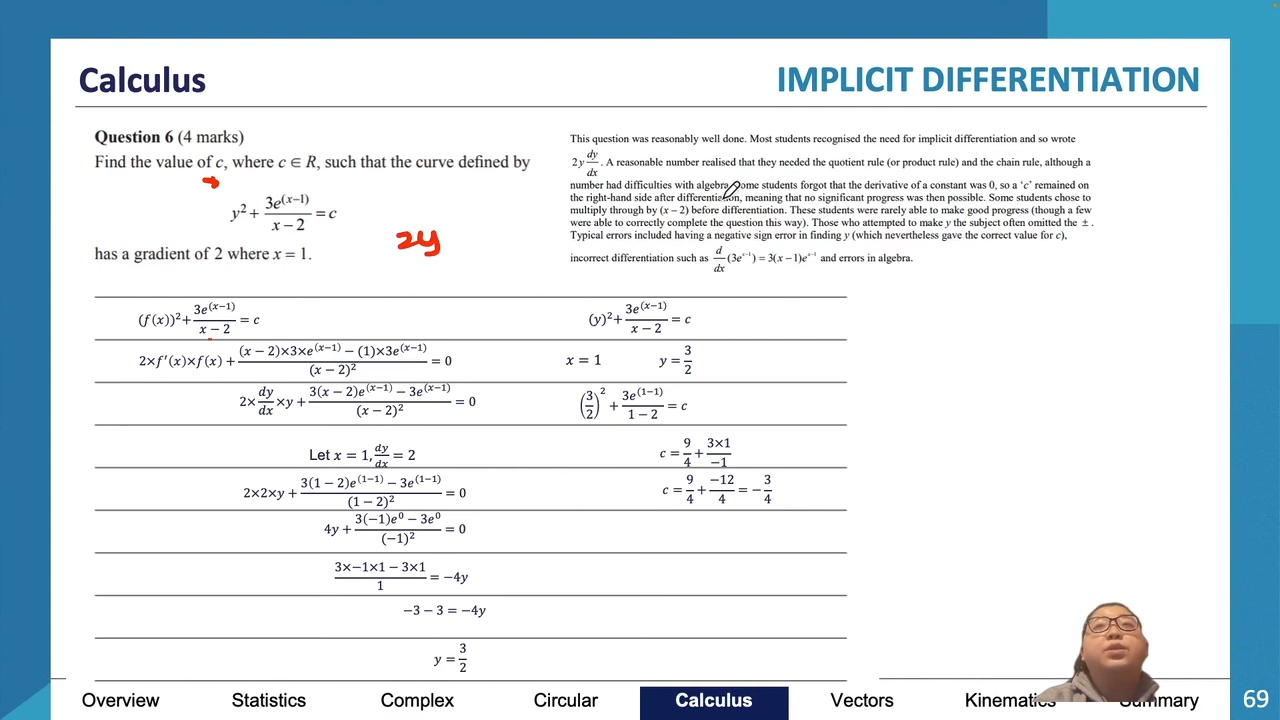 Calculus
IMPLICIT DIFFERENTIATION
Question 6 (4 marks)
Find the value of c, where c ∈ R, such that the curve defined by
y² + 3e^(x−1)/(x − 2) = c
has a gradient of 2 where x = 1.
2y
This question was reasonably well done. Most students recognised the need for implicit differentiation and so wrote
2y dy/dx . A reasonable number realised that they needed the quotient rule (or product rule) and the chain rule, although a
number had difficulties with algebra. Some students forgot that the derivative of a constant was 0, so a ‘c’ remained on
the right-hand side after differentiation, meaning that no significant progress was then possible. Some students chose to
multiply through by (x − 2) before differentiation. These students were rarely able to make good progress (though a few
were able to correctly complete the question this way). Those who attempted to make y the subject often omitted the ± .
Typical errors included having a negative sign error in finding y (which nevertheless gave the correct value for c),
incorrect differentiation such as d/dx (3e^(x−1)) = 3(x − 1)e^(x−1) and errors in algebra.
(f(x))² + 3e^(x−1)/(x − 2) = c
2 × f′(x) × f(x) + ((x − 2)×3×e^(x−1) − (1)×3e^(x−1))/(x − 2)² = 0
2× dy/dx × y + (3(x − 2)e^(x−1) − 3e^(x−1))/(x − 2)² = 0
Let x = 1, dy/dx = 2
2×2×y + (3(1 − 2)e^(1−1) − 3e^(1−1))/(1 − 2)² = 0
4y + (3(−1)e⁰ − 3e⁰)/(−1)² = 0
(3×−1×1 − 3×1)/1 = −4y
−3 − 3 = −4y
y = 3/2
(y)² + 3e^(x−1)/(x − 2) = c
x = 1 y = 3/2
(3/2)² + 3e^(1−1)/(1 − 2) = c
c = 9/4 + (3×1)/(−1)
c = 9/4 + (−12)/4 = −3/4
Overview Statistics Complex Circular Calculus Vectors Kinematics Summary
69